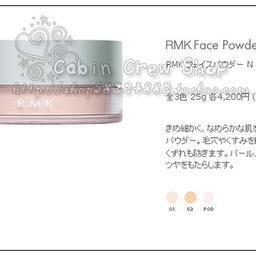 RMK Face Powde
RMK フェイスパウダー N
全3色 25g 各4,200円 (
Cabin Crew Shop
RMK
きめ細かく、なめらかな肌を
パウダー。毛穴やくすみを
くずれも防ぎます。パール
ツヤをもたらします。
01 02 P00